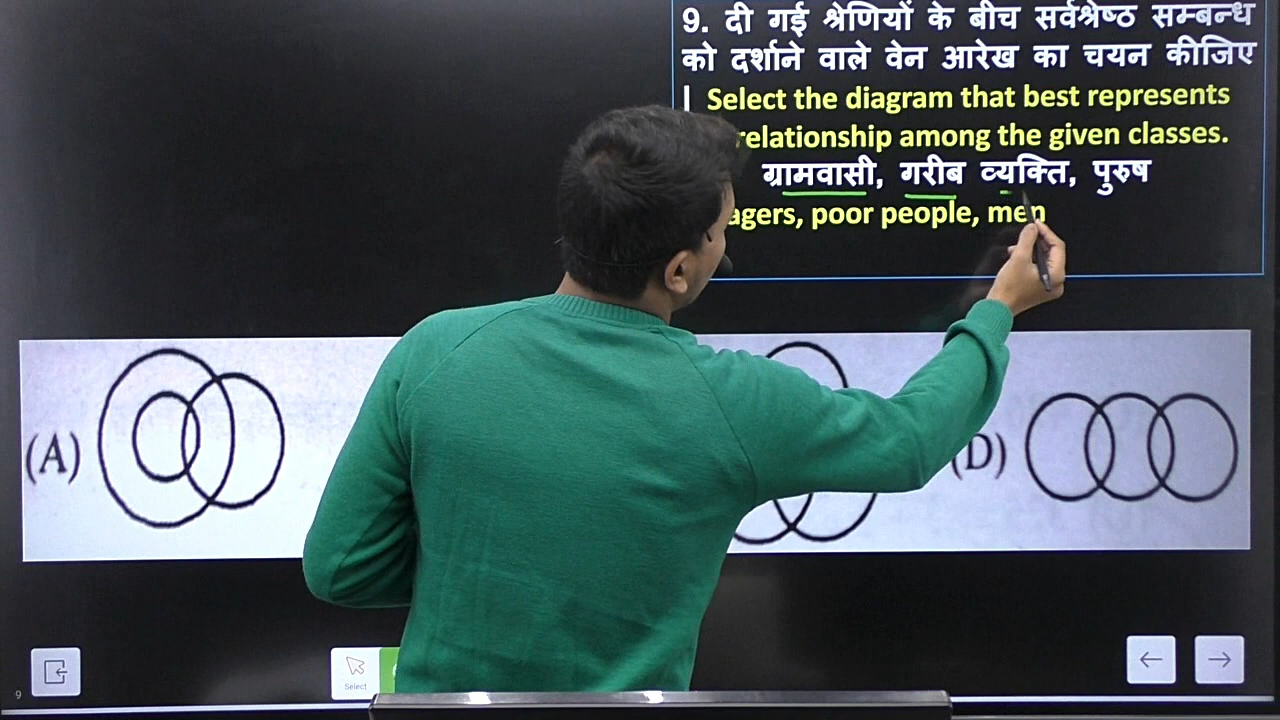 9. दी गई श्रेणियों के बीच सर्वश्रेष्ठ सम्बन्ध
को दर्शाने वाले वेन आरेख का चयन कीजिए
| Select the diagram that best represents
relationship among the given classes.
ग्रामवासी, गरीब व्यक्ति, पुरुष
agers, poor people, men
(A)
(D)
Select
9